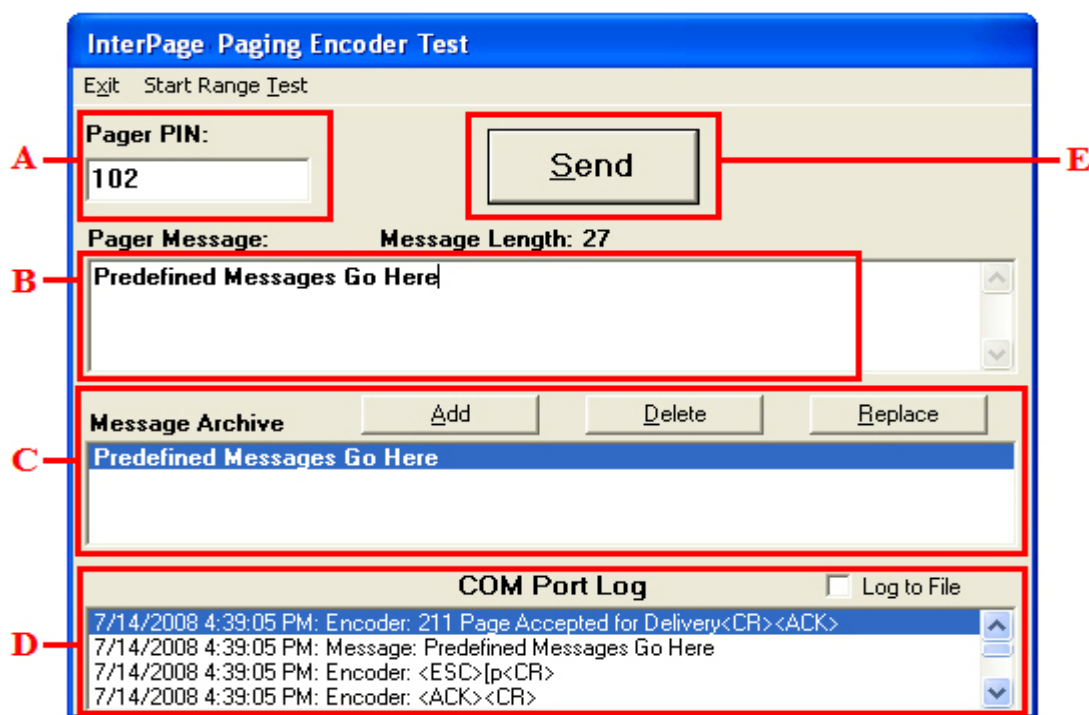 InterPage Paging Encoder Test
Exit Start Range Test
A
Pager PIN:
102
Send
E
Pager Message: Message Length: 27
B
Predefined Messages Go Here
Message Archive Add Delete Replace
C
Predefined Messages Go Here
COM Port Log Log to File
D
7/14/2008 4:39:05 PM: Encoder: 211 Page Accepted for Delivery<CR><ACK>
7/14/2008 4:39:05 PM: Message: Predefined Messages Go Here
7/14/2008 4:39:05 PM: Encoder: <ESC>[p<CR>
7/14/2008 4:39:05 PM: Encoder: <ACK><CR>